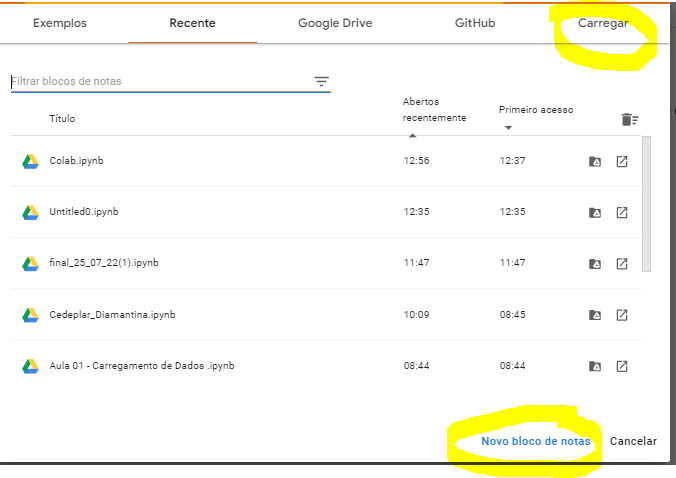 Exemplos Recente Google Drive GitHub Carregar
Filtrar blocos de notas
Título Abertos recentemente Primeiro acesso
Colab.ipynb 12:56 12:37
Untitled0.ipynb 12:35 12:35
final_25_07_22(1).ipynb 11:47 11:47
Cedeplar_Diamantina.ipynb 10:09 08:45
Aula 01 - Carregamento de Dados .ipynb 08:44 08:44
Novo bloco de notas Cancelar